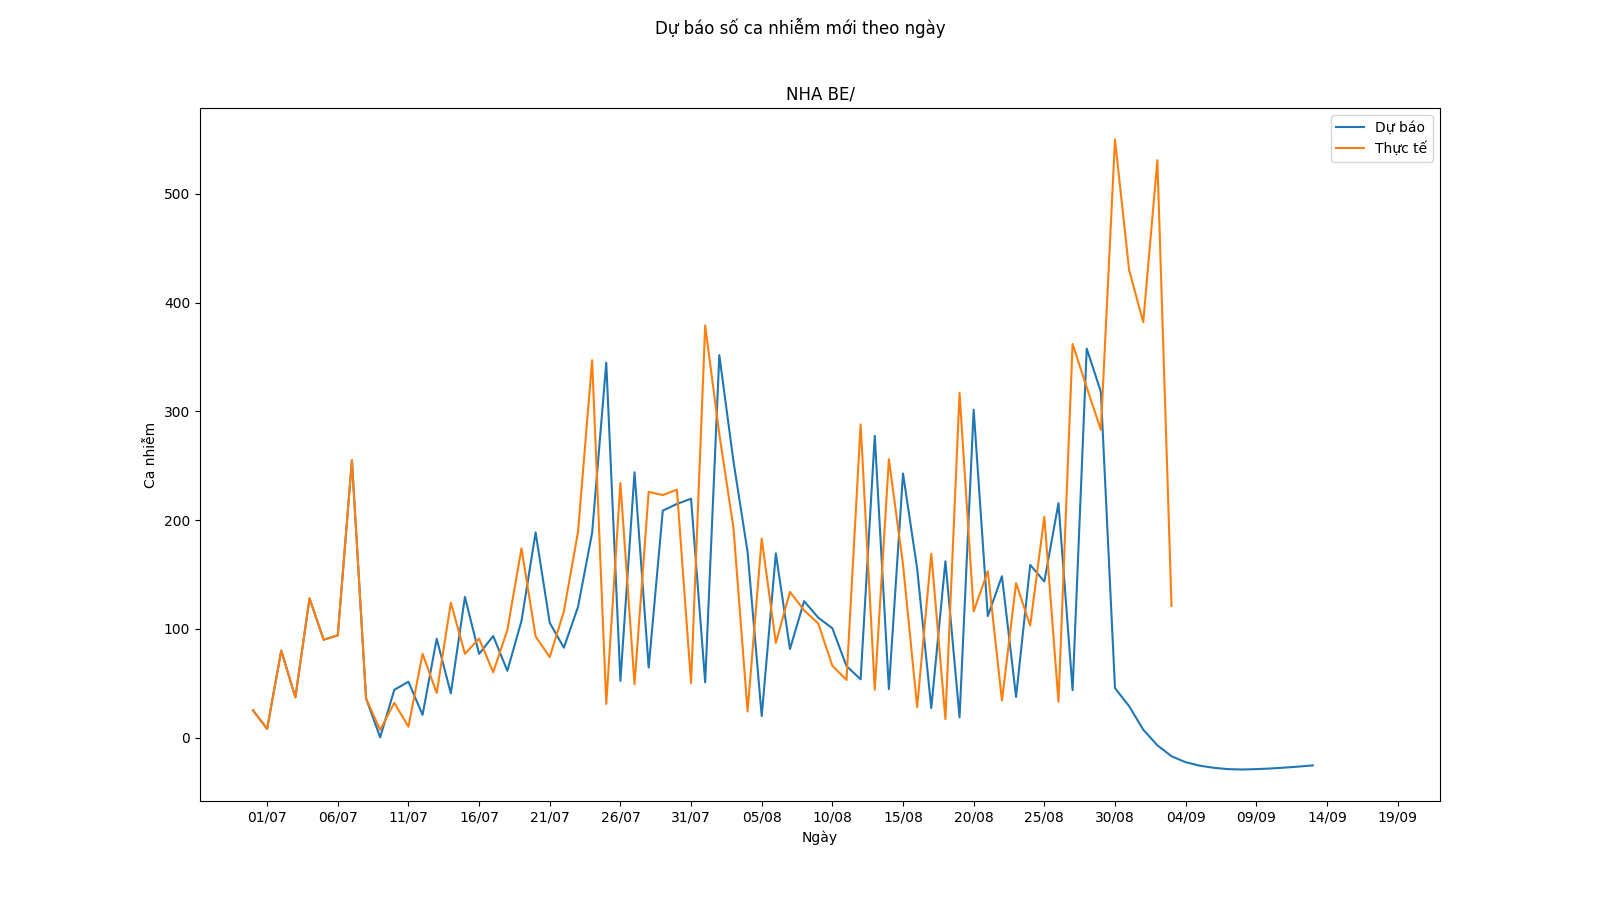 Dự báo số ca nhiễm mới theo ngày
NHA BE/
Dự báo
Thực tế
500
400
300
200
100
0
Ca nhiễm
01/07 06/07 11/07 16/07 21/07 26/07 31/07 05/08 10/08 15/08 20/08 25/08 30/08 04/09 09/09 14/09 19/09
Ngày